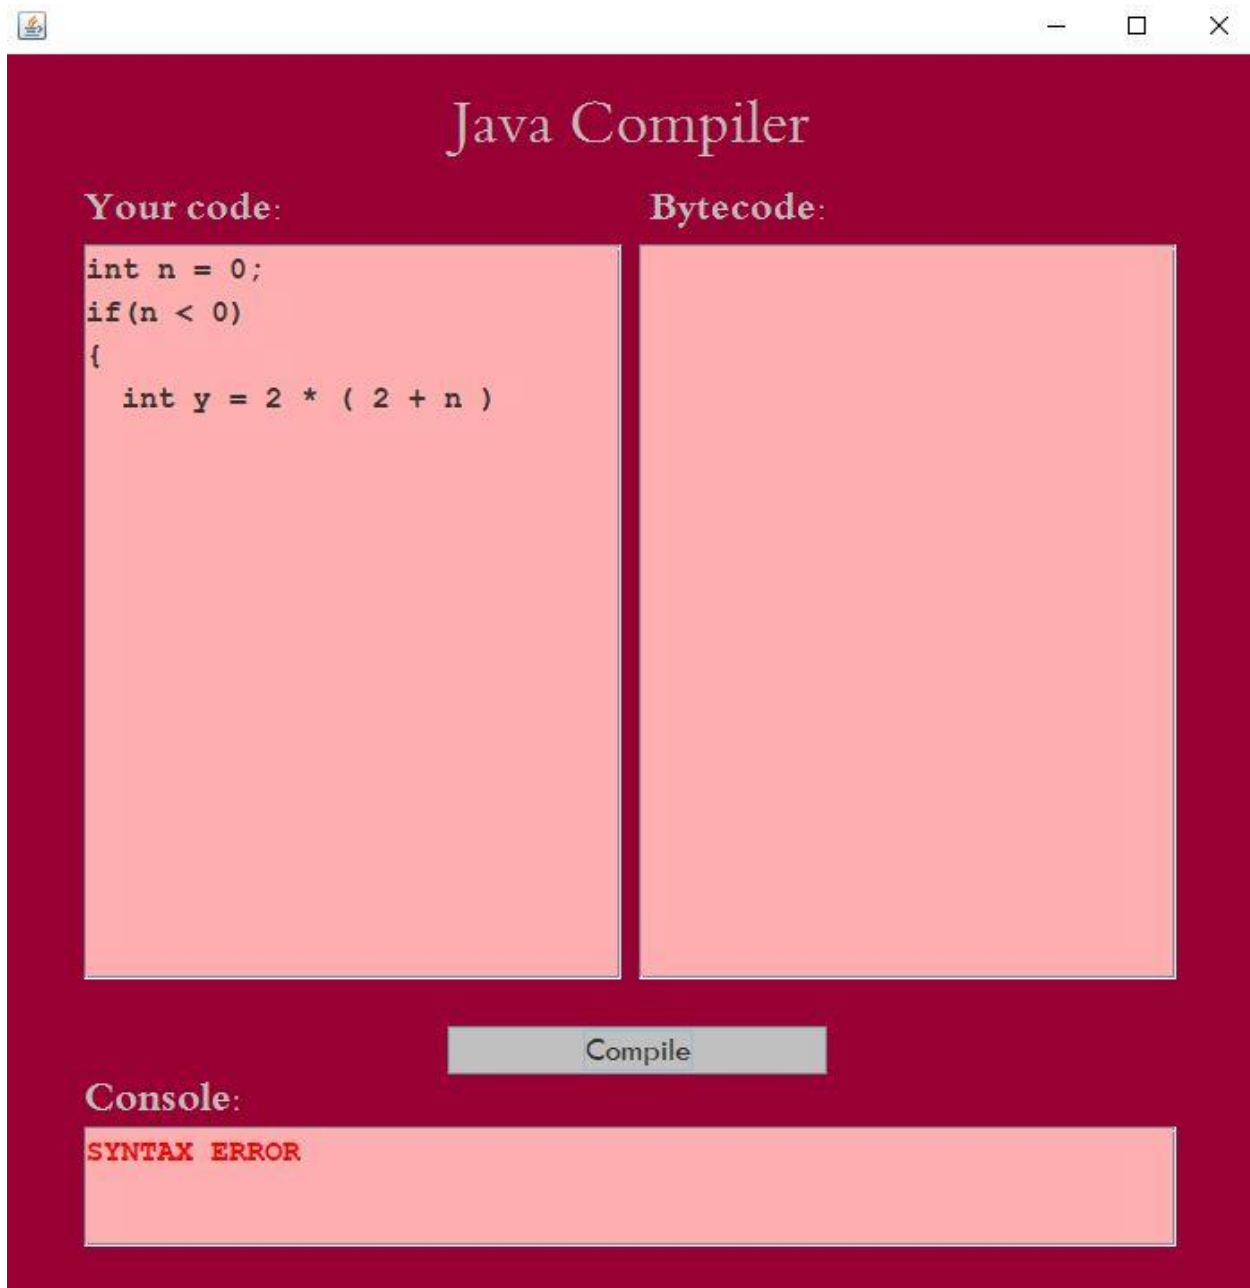 Java Compiler
Your code:
Bytecode:
int n = 0;
if(n < 0)
{
  int y = 2 * ( 2 + n )
Compile
Console:
SYNTAX ERROR